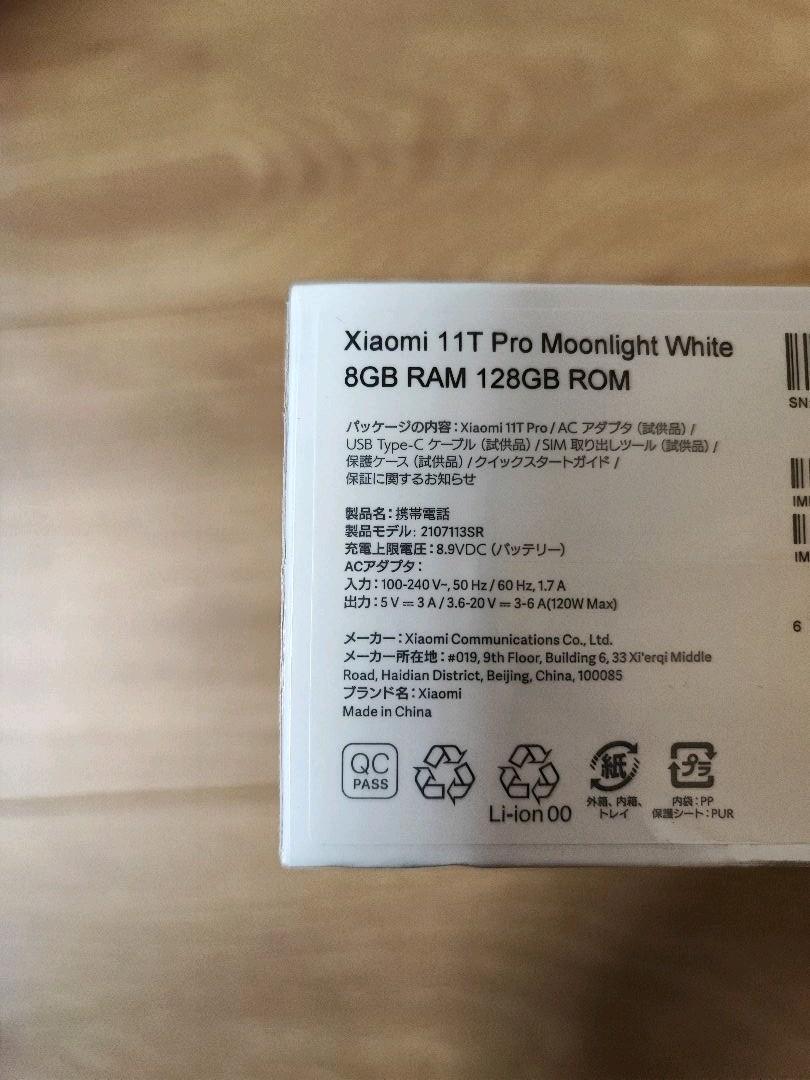 Xiaomi 11T Pro Moonlight White
8GB RAM 128GB ROM
パッケージの内容：Xiaomi 11T Pro / AC アダプタ（試供品）/
USB Type-C ケーブル（試供品）/ SIM 取り出しツール（試供品）/
保護ケース（試供品）/ クイックスタートガイド /
保証に関するお知らせ
製品名：携帯電話
製品モデル: 2107113SR
充電上限電圧：8.9VDC（バッテリー）
ACアダプタ：
入力：100-240 V~, 50 Hz / 60 Hz, 1.7 A
出力：5 V ⎓ 3 A / 3.6-20 V ⎓ 3-6 A(120W Max)
メーカー：Xiaomi Communications Co., Ltd.
メーカー所在地：#019, 9th Floor, Building 6, 33 Xi'erqi Middle
Road, Haidian District, Beijing, China, 100085
ブランド名：Xiaomi
Made in China
QC
PASS
Li-ion 00
紙
外箱、内箱、
トレイ
プラ
内袋：PP
保護シート：PUR
SN:
IM
IM
6